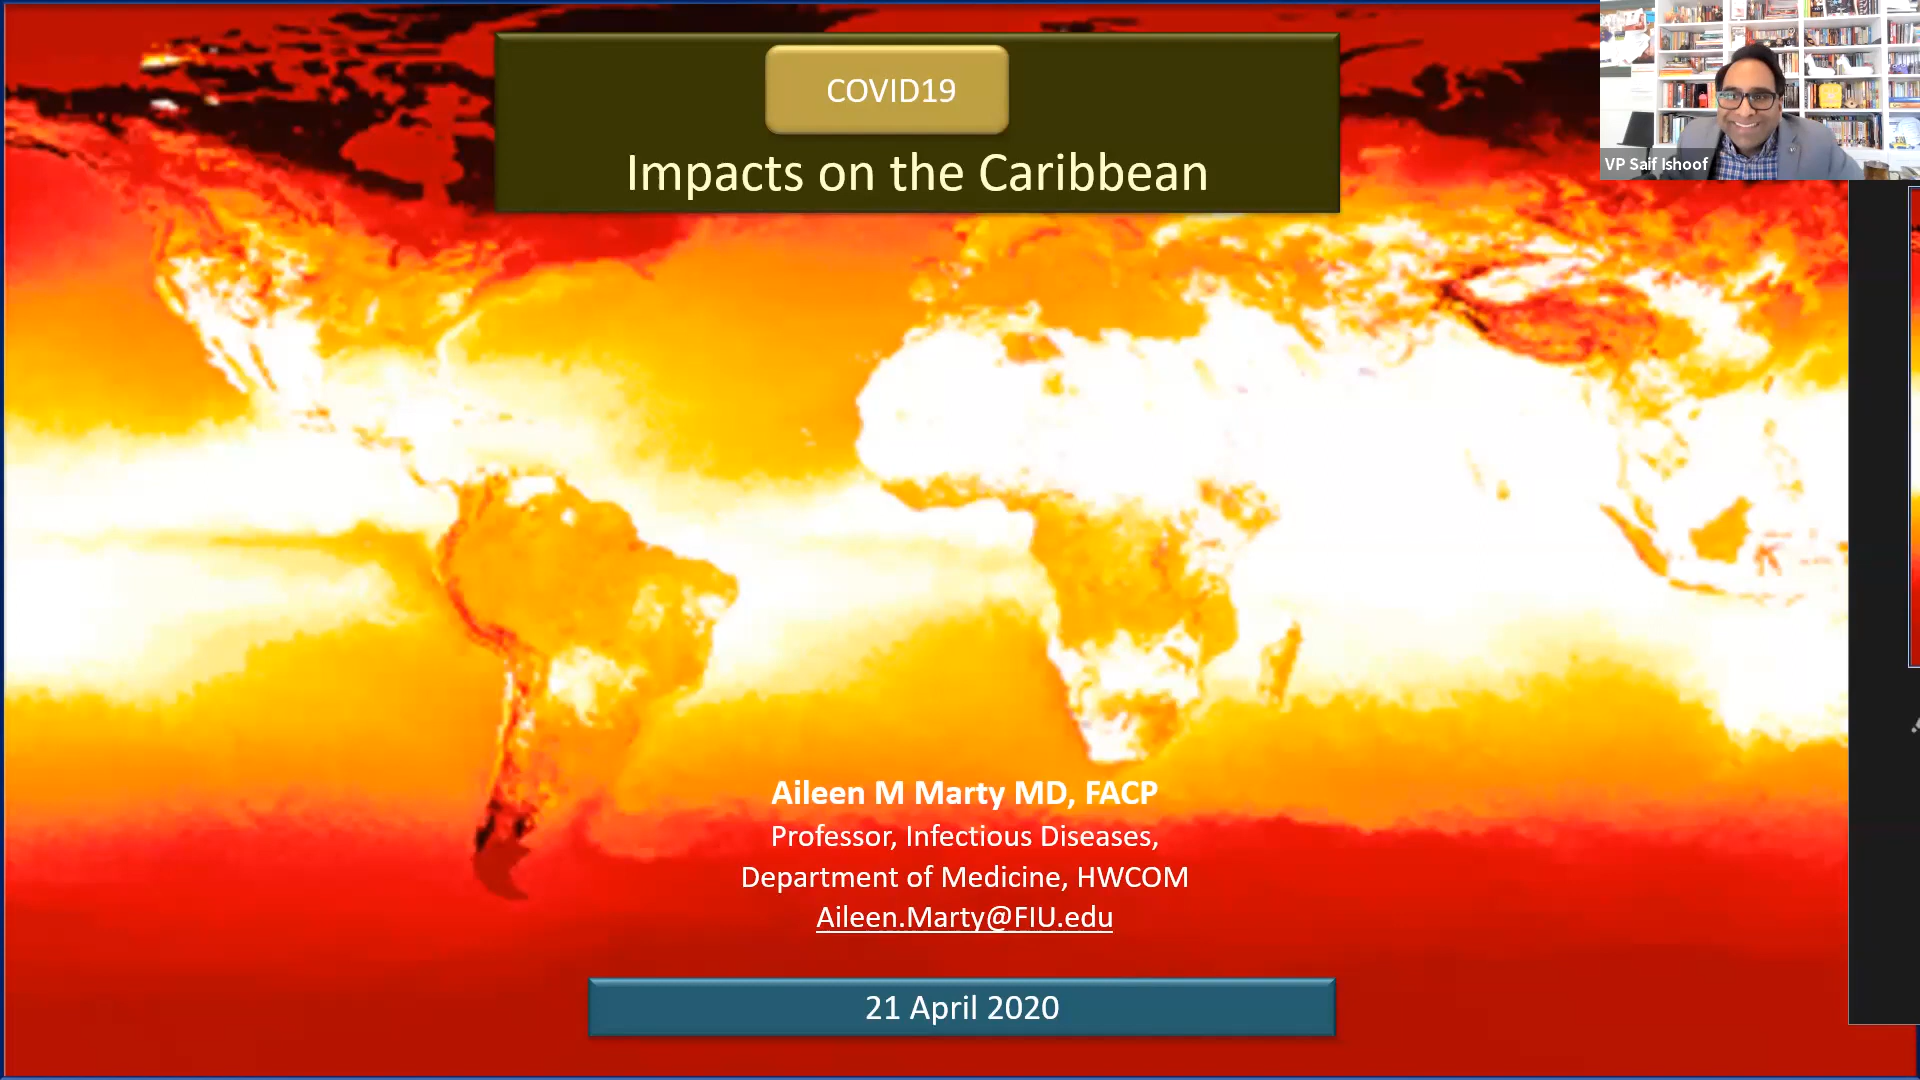 COVID19
Impacts on the Caribbean
VP Saif Ishoof
Aileen M Marty MD, FACP
Professor, Infectious Diseases,
Department of Medicine, HWCOM
Aileen.Marty@FIU.edu
21 April 2020